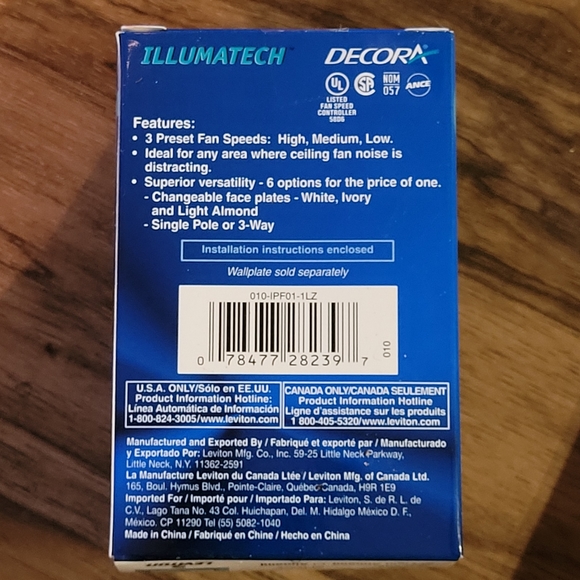 ILLUMATECH™
DECORA
UL
LISTED
FAN SPEED
CONTROLLER
58D6
SA
NOM
057
ANCE
Features:
• 3 Preset Fan Speeds: High, Medium, Low.
• Ideal for any area where ceiling fan noise is
distracting.
• Superior versatility - 6 options for the price of one.
- Changeable face plates - White, Ivory
and Light Almond
- Single Pole or 3-Way
Installation instructions enclosed
Wallplate sold separately
010-IPF01-1LZ
0 78477 28239 7
010
U.S.A. ONLY/Sólo en EE.UU.
Product Information Hotline:
Línea Automática de Información
1-800-824-3005/www.leviton.com
CANADA ONLY/CANADA SEULEMENT
Product Information Hotline
Ligne d'assistance sur les produits
1 800-405-5320/www.leviton.com
Manufactured and Exported By / Fabriqué et exporté par / Manufacturado
y Exportado Por: Leviton Mfg. Co., Inc. 59-25 Little Neck Parkway,
Little Neck, N.Y. 11362-2591
La Manufacture Leviton du Canada Ltée / Leviton Mfg. of Canada Ltd.
165, Boul. Hymus Blvd., Pointe-Claire, Québec Canada, H9R 1E9
Imported For / Importé pour / Importado Para: Leviton, S. de R. L. de
C.V., Lago Tana No. 43 Col. Huichapan, Del. M. Hidalgo México D. F.,
México. CP 11290 Tel (55) 5082-1040
Made in China / Fabriqué en Chine / Hecho en China
LEVITON